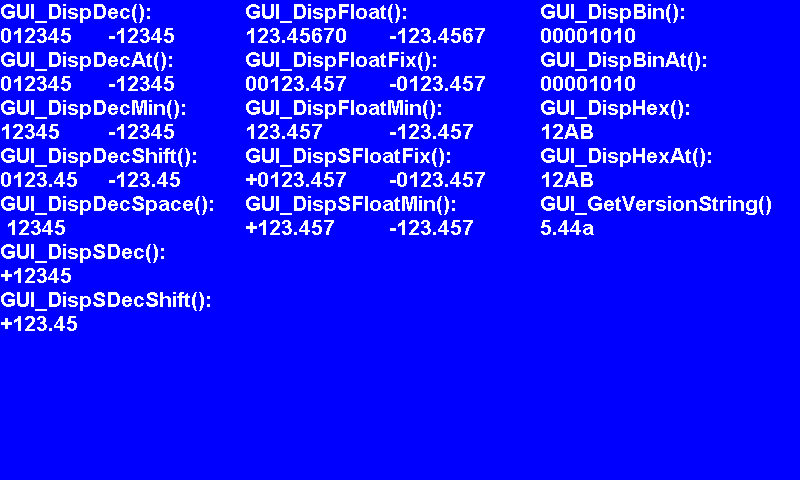 GUI_DispDec():
012345 -12345
GUI_DispDecAt():
012345 -12345
GUI_DispDecMin():
12345 -12345
GUI_DispDecShift():
0123.45 -123.45
GUI_DispDecSpace():
12345
GUI_DispSDec():
+12345
GUI_DispSDecShift():
+123.45
GUI_DispFloat():
123.45670 -123.4567
GUI_DispFloatFix():
00123.457 -0123.457
GUI_DispFloatMin():
123.457 -123.457
GUI_DispSFloatFix():
+0123.457 -0123.457
GUI_DispSFloatMin():
+123.457 -123.457
GUI_DispBin():
00001010
GUI_DispBinAt():
00001010
GUI_DispHex():
12AB
GUI_DispHexAt():
12AB
GUI_GetVersionString()
5.44a